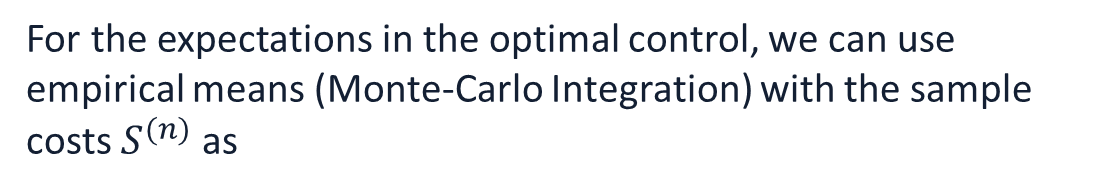 For the expectations in the optimal control, we can use
empirical means (Monte-Carlo Integration) with the sample
costs S^(n) as